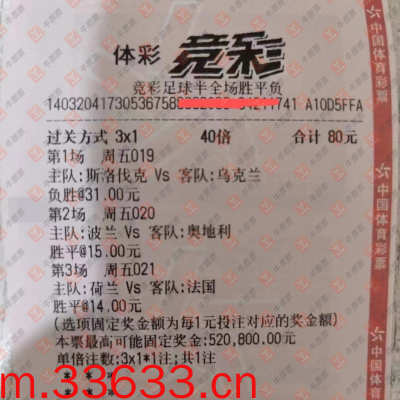 体彩 竞彩
竞彩足球半全场胜平负
741 A10D5FFA
过关方式 3x1 40倍 合计 80元
第1场 周五019
主队:斯洛伐克 Vs 客队:乌克兰
负胜@31.00元
第2场 周五020
主队:波兰 Vs 客队:奥地利
胜平@15.00元
第3场 周五021
主队:荷兰 Vs 客队:法国
胜平@14.00元
(选项固定奖金额为每1元投注对应的奖金额)
本票最高可能固定奖金:520,800.00元
单倍注数:3x1*1注;共1注
m.33633.cn
中国体育彩票
中国体育彩票
中国体育彩票